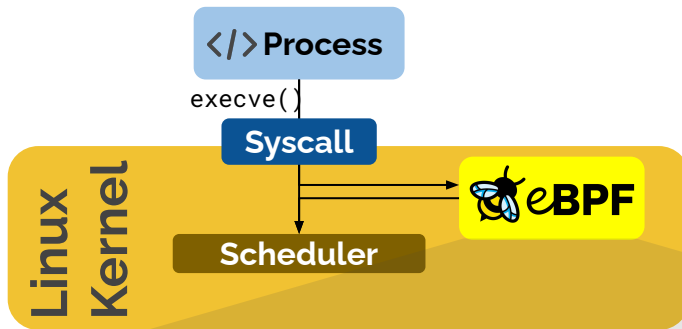 </> Process
execve()
Syscall
eBPF
Scheduler
Linux
Kernel